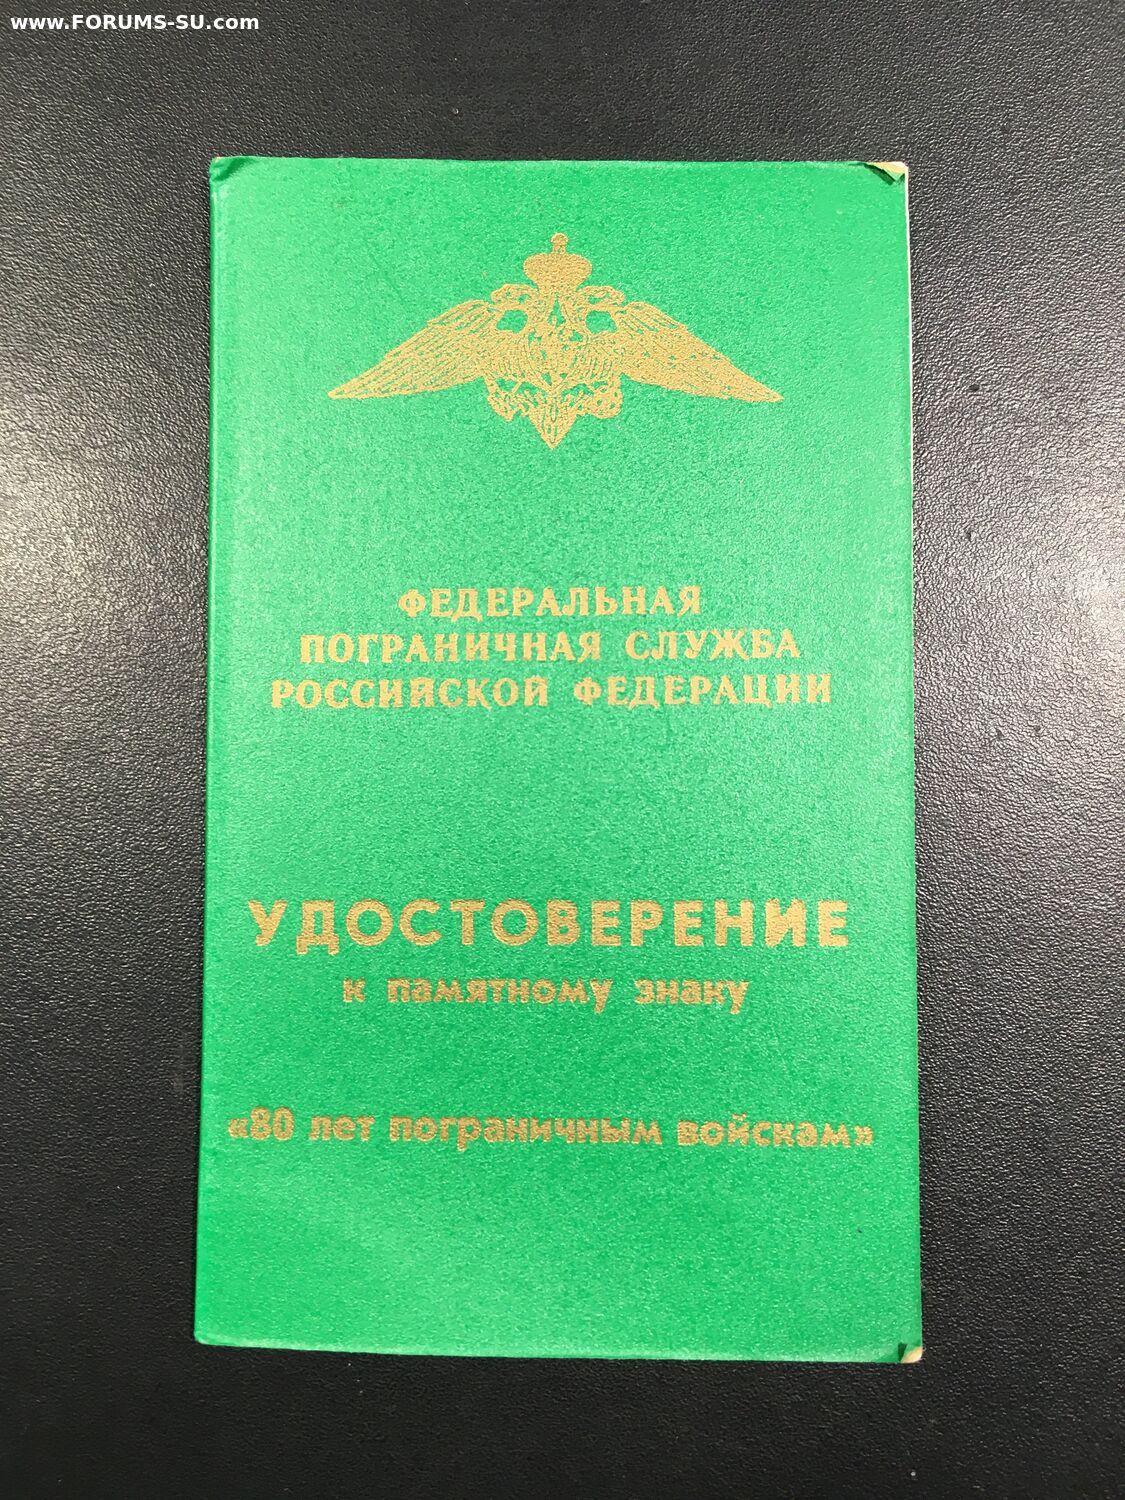 www.FORUMS-SU.com
ФЕДЕРАЛЬНАЯ
ПОГРАНИЧНАЯ СЛУЖБА
РОССИЙСКОЙ ФЕДЕРАЦИИ
УДОСТОВЕРЕНИЕ
к памятному знаку
«80 лет пограничным войскам»